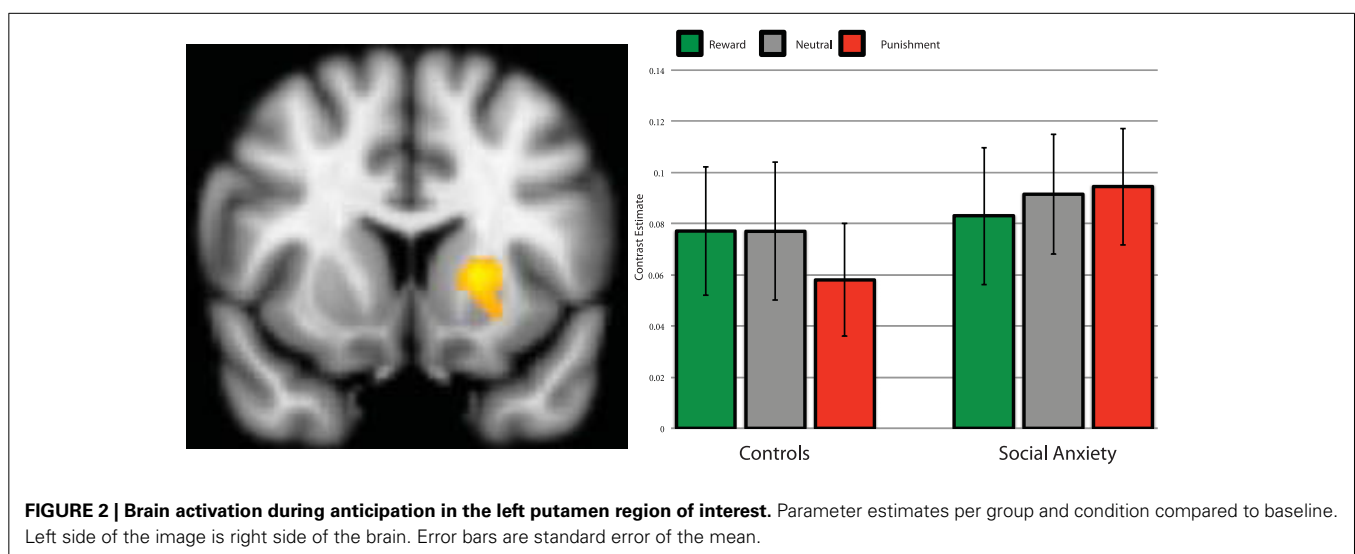 Reward Neutral Punishment
0.14
0.12
0.1
0.08
0.06
0.04
0.02
0
Contrast Estimate
Controls Social Anxiety
FIGURE 2 | Brain activation during anticipation in the left putamen region of interest. Parameter estimates per group and condition compared to baseline.
Left side of the image is right side of the brain. Error bars are standard error of the mean.